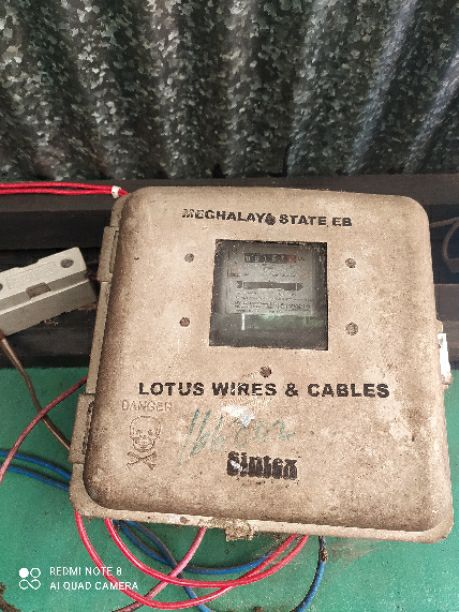 MEGHALAYA STATE EB
LOTUS WIRES & CABLES
DANGER
Sintex
REDMI NOTE 8
AI QUAD CAMERA